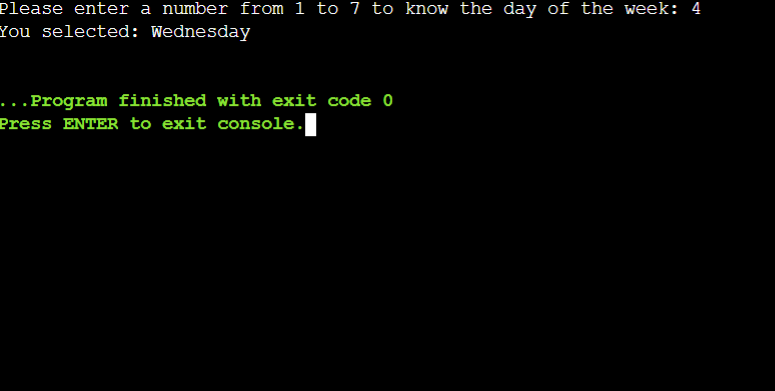 Please enter a number from 1 to 7 to know the day of the week: 4
You selected: Wednesday
...Program finished with exit code 0
Press ENTER to exit console.